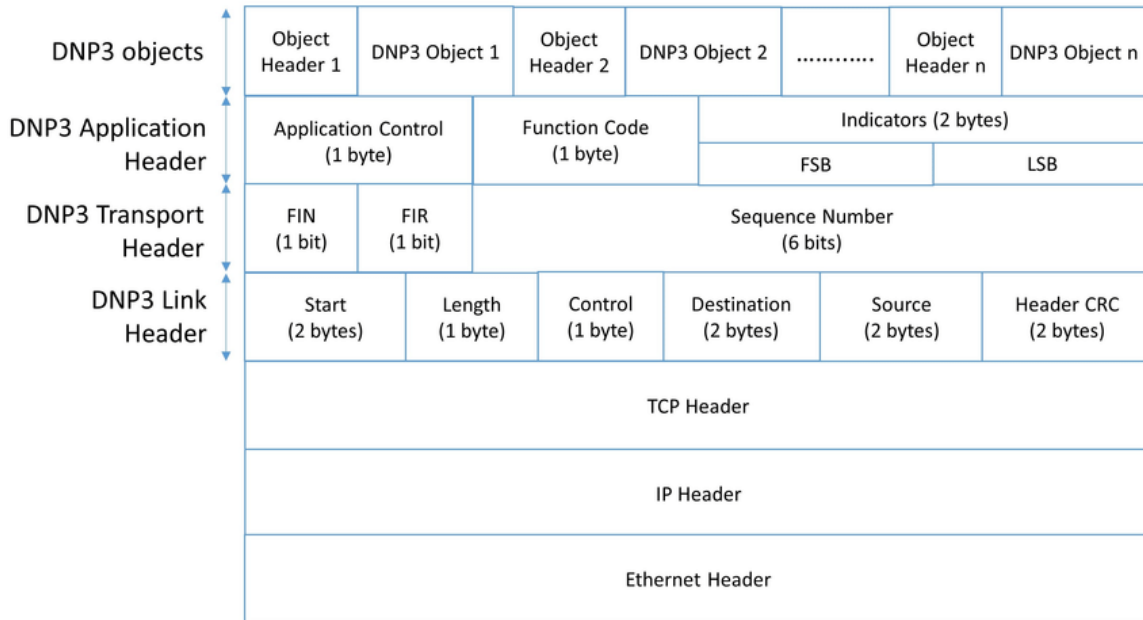 DNP3 objects
Object
Header 1
DNP3 Object 1
Object
Header 2
DNP3 Object 2
............
Object
Header n
DNP3 Object n
DNP3 Application
Header
Application Control
(1 byte)
Function Code
(1 byte)
Indicators (2 bytes)
FSB
LSB
DNP3 Transport
Header
FIN
(1 bit)
FIR
(1 bit)
Sequence Number
(6 bits)
DNP3 Link
Header
Start
(2 bytes)
Length
(1 byte)
Control
(1 byte)
Destination
(2 bytes)
Source
(2 bytes)
Header CRC
(2 bytes)
TCP Header
IP Header
Ethernet Header